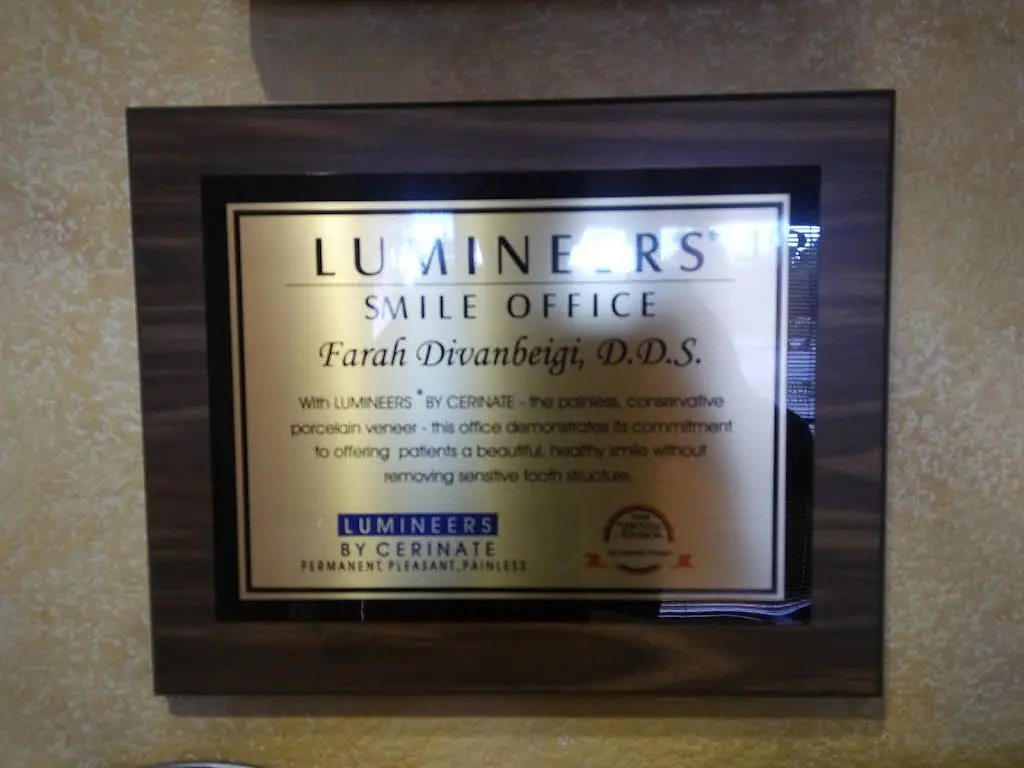 LUMINEERS®
SMILE OFFICE
Farah Divanbeigi, D.D.S.
With LUMINEERS® BY CERINATE - the painless, conservative
porcelain veneer - this office demonstrates its commitment
to offering patients a beautiful, healthy smile without
removing sensitive tooth structure.
LUMINEERS
BY CERINATE
PERMANENT, PLEASANT, PAINLESS